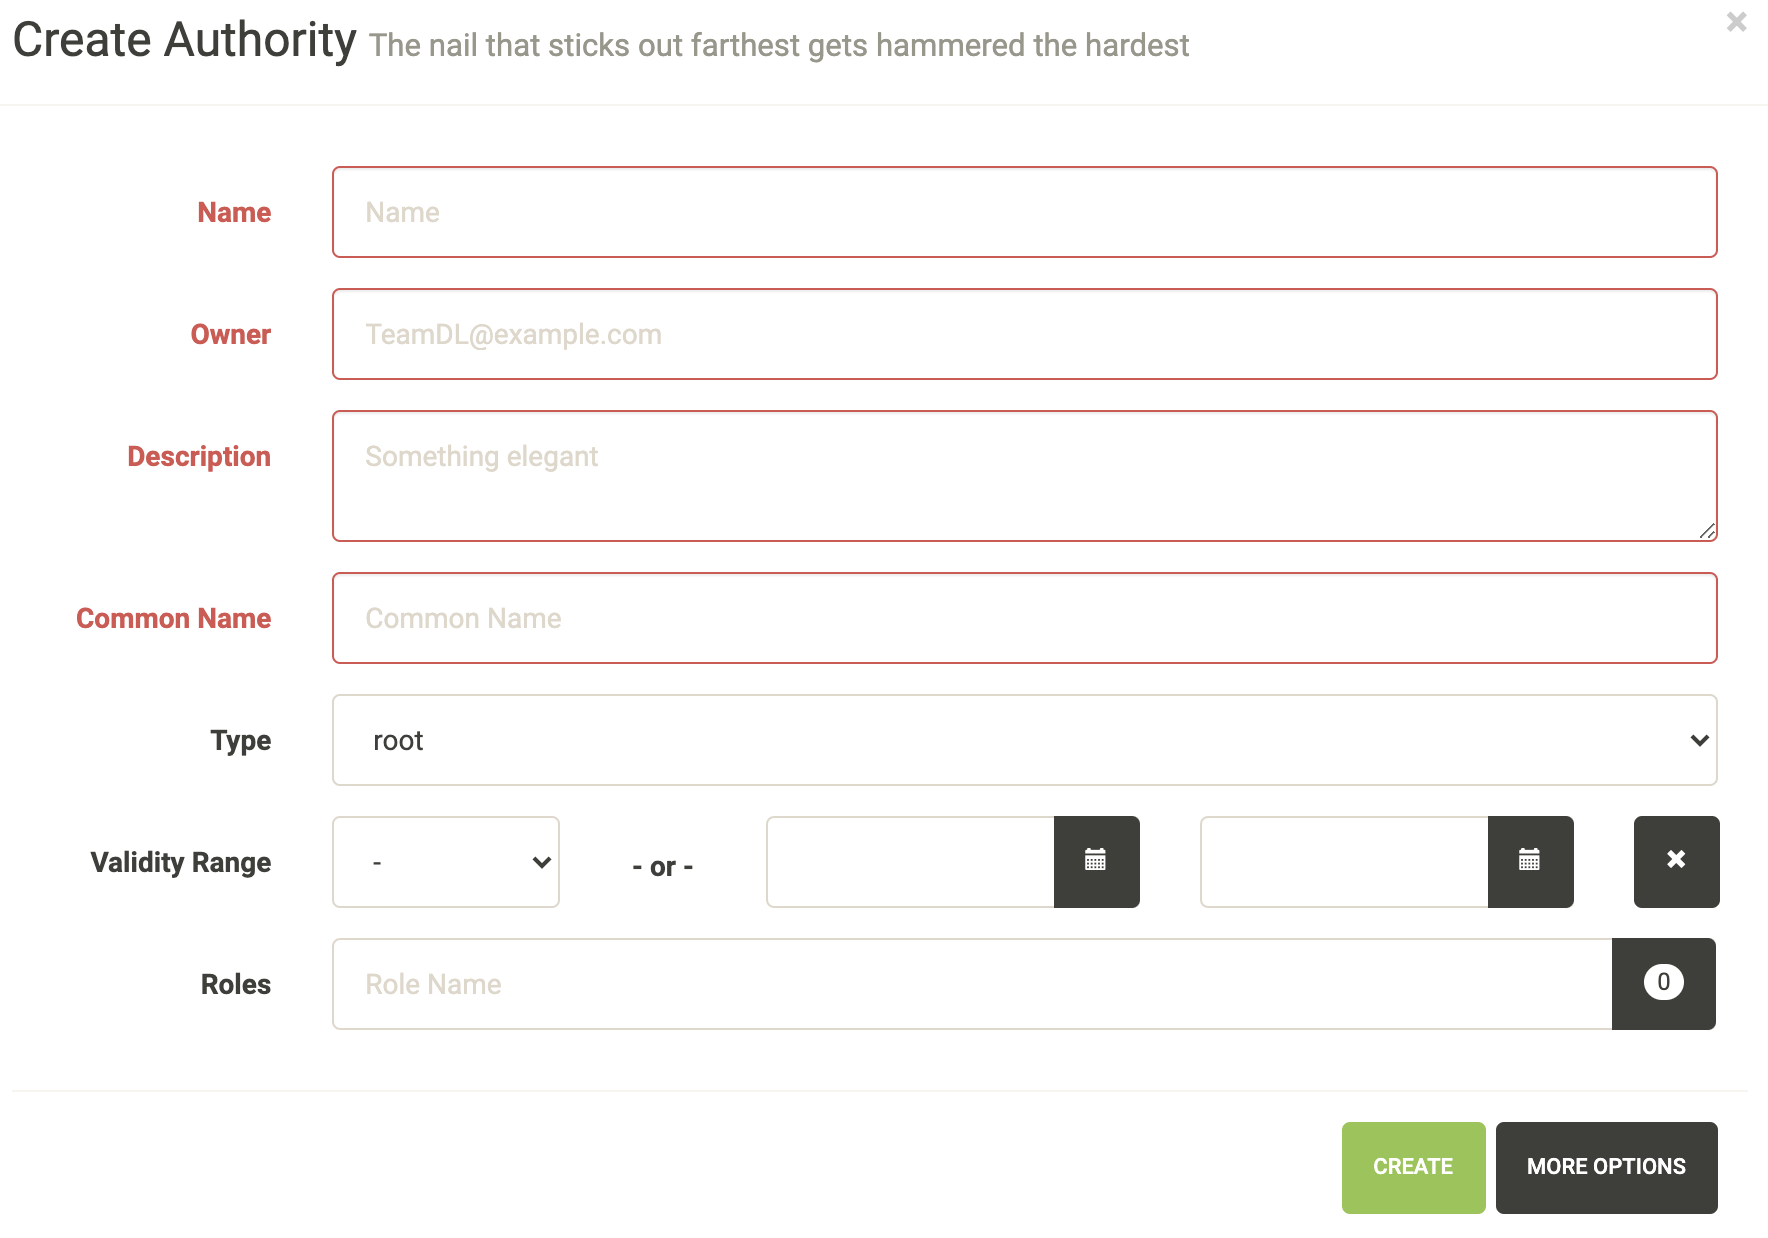 Create Authority The nail that sticks out farthest gets hammered the hardest
Name
Name
Owner
TeamDL@example.com
Description
Something elegant
Common Name
Common Name
Type
root
Validity Range
-
- or -
Roles
Role Name
0
CREATE
MORE OPTIONS